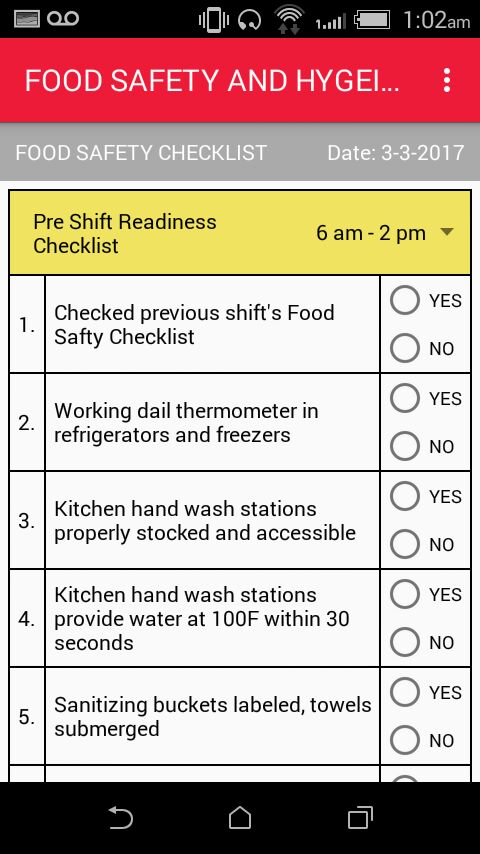 1:02am
FOOD SAFETY AND HYGEI...
FOOD SAFETY CHECKLIST Date: 3-3-2017
Pre Shift Readiness
Checklist
6 am - 2 pm
1.
Checked previous shift's Food
Safty Checklist
YES
NO
2.
Working dail thermometer in
refrigerators and freezers
YES
NO
3.
Kitchen hand wash stations
properly stocked and accessible
YES
NO
4.
Kitchen hand wash stations
provide water at 100F within 30
seconds
YES
NO
5.
Sanitizing buckets labeled, towels
submerged
YES
NO